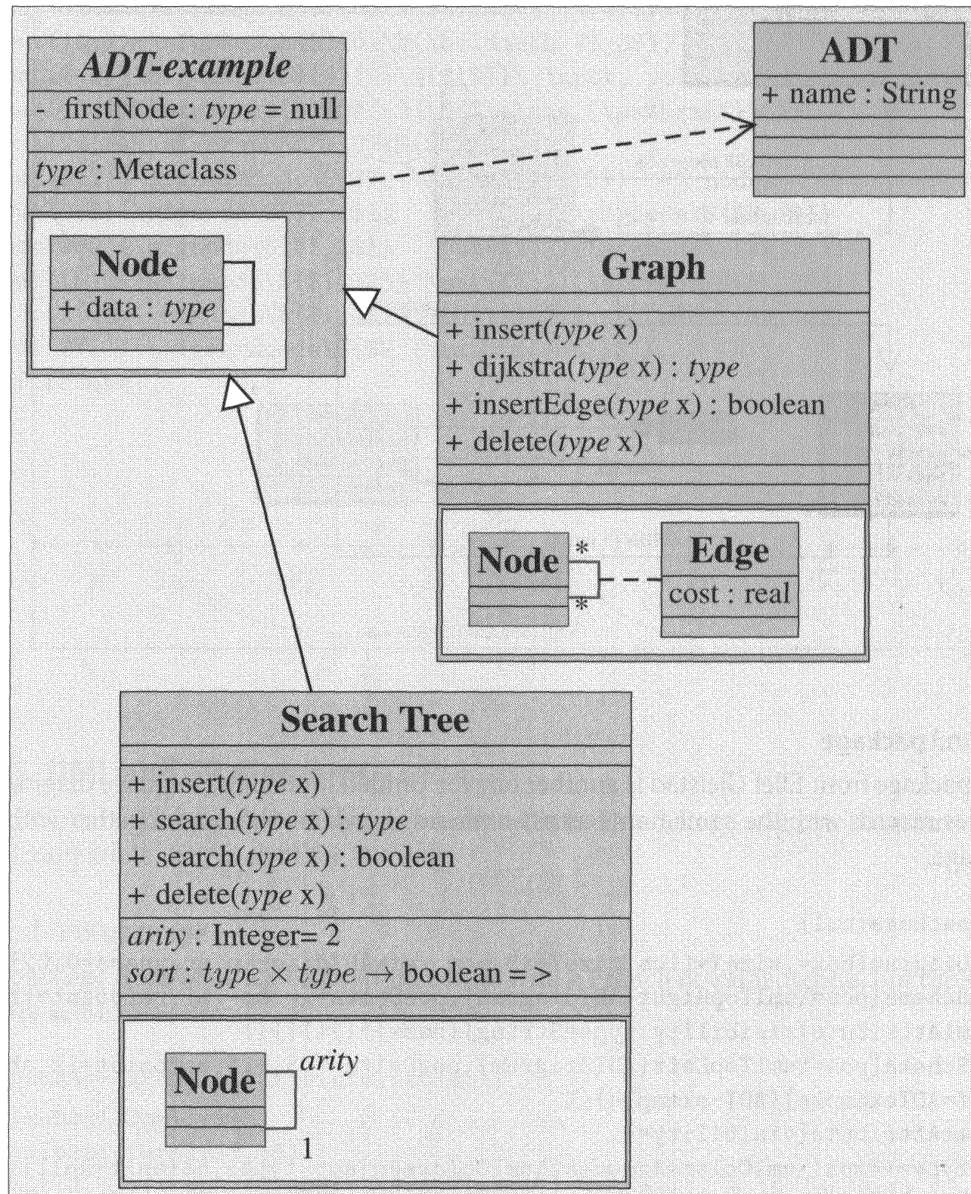 ADT-example
- firstNode : type = null
type : Metaclass
Node
+ data : type
ADT
+ name : String
Graph
+ insert(type x)
+ dijkstra(type x) : type
+ insertEdge(type x) : boolean
+ delete(type x)
Node
*
*
Edge
cost : real
Search Tree
+ insert(type x)
+ search(type x) : type
+ search(type x) : boolean
+ delete(type x)
arity : Integer= 2
sort : type × type → boolean = >
Node
arity
1